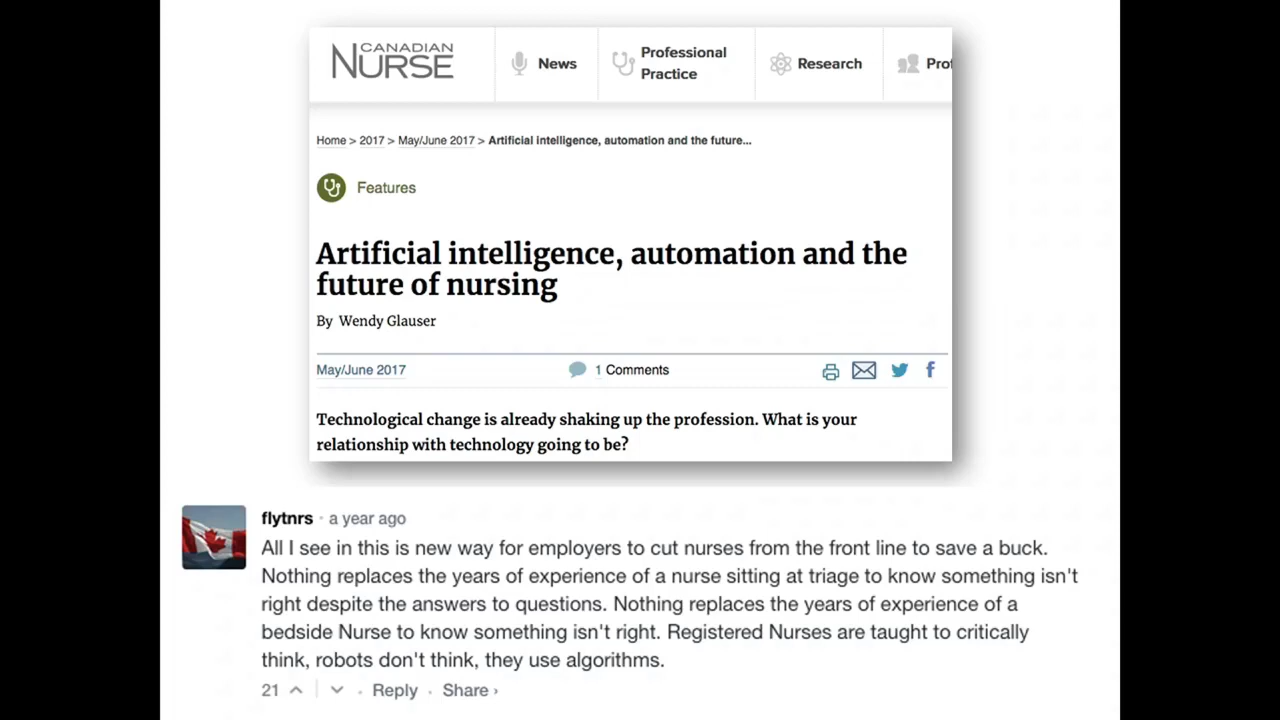 CANADIAN
NURSE
News
Professional
Practice
Research
Prof
Home > 2017 > May/June 2017 > Artificial intelligence, automation and the future...
Features
Artificial intelligence, automation and the
future of nursing
By Wendy Glauser
May/June 2017
1 Comments
Technological change is already shaking up the profession. What is your
relationship with technology going to be?
flytnrs · a year ago
All I see in this is new way for employers to cut nurses from the front line to save a buck.
Nothing replaces the years of experience of a nurse sitting at triage to know something isn't
right despite the answers to questions. Nothing replaces the years of experience of a
bedside Nurse to know something isn't right. Registered Nurses are taught to critically
think, robots don't think, they use algorithms.
21 · Reply · Share ›